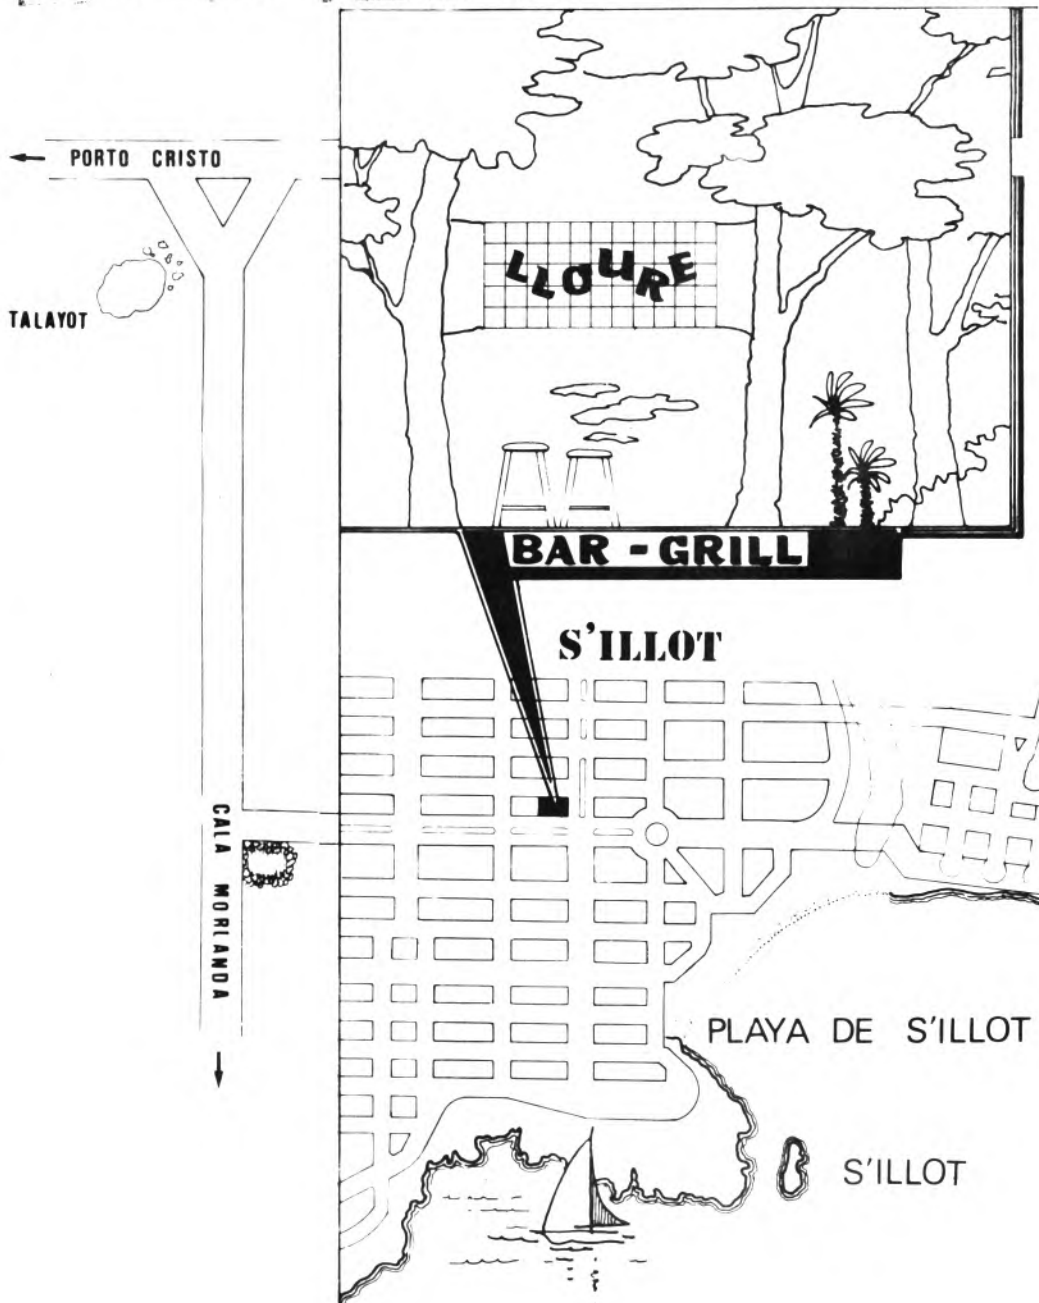 PORTO CRISTO
TALAYOT
LLOURE
BAR - GRILL
S'ILLOT
CALA MORLANDA
PLAYA DE S'ILLOT
S'ILLOT